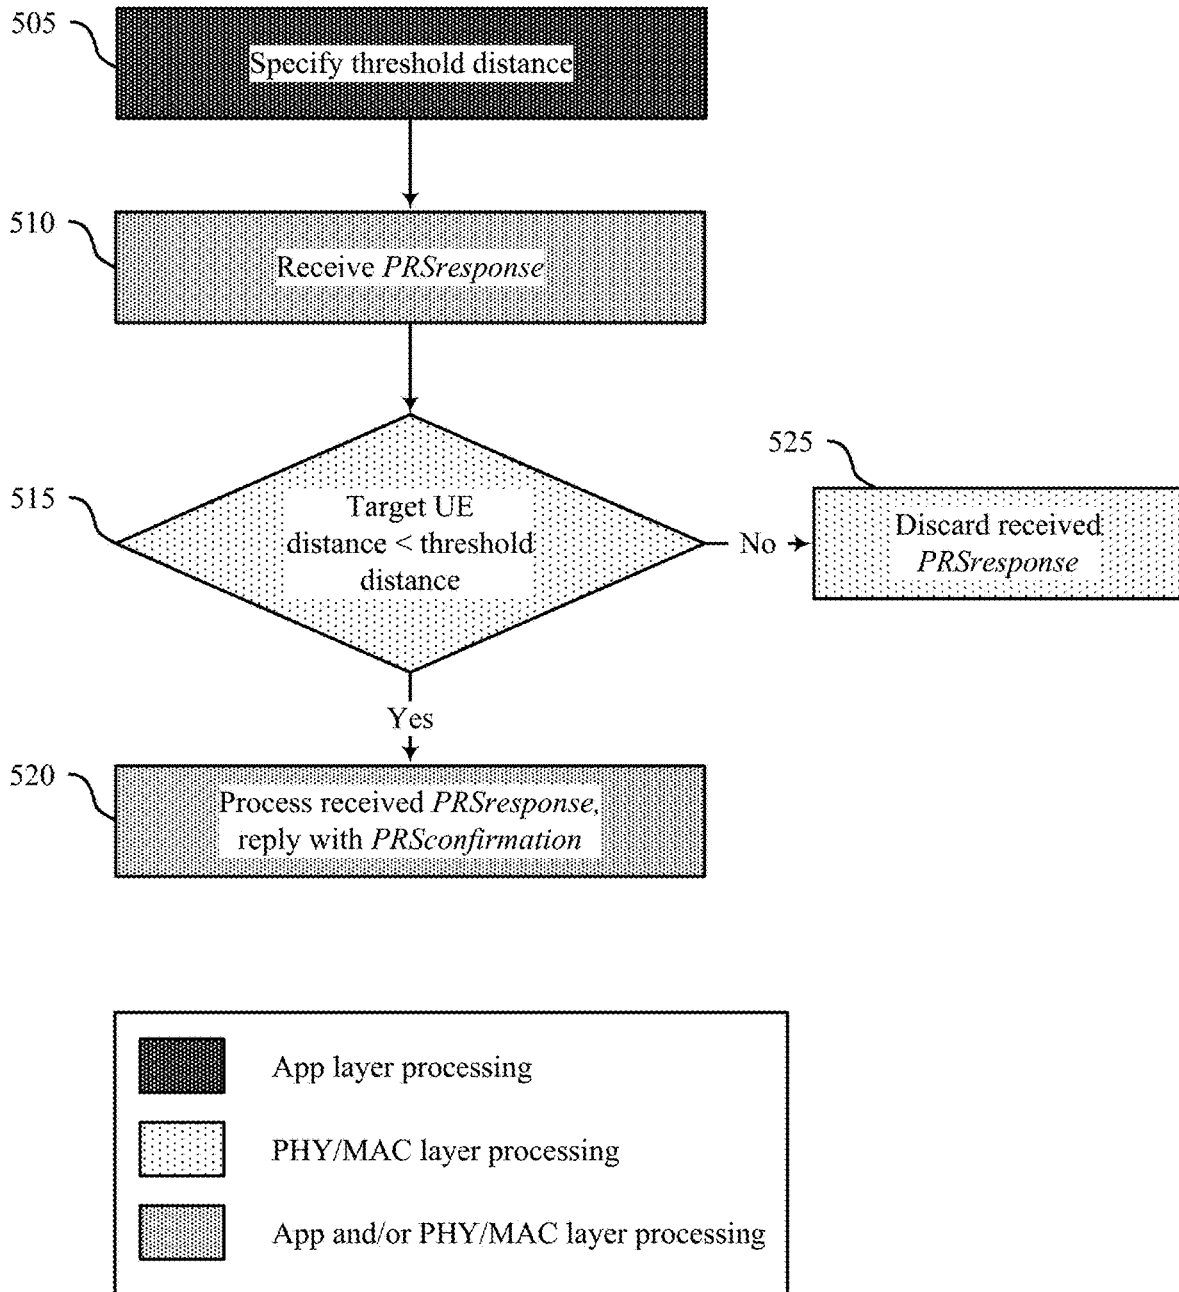 505
Specify threshold distance
510
Receive PRSresponse
515
Target UE
distance < threshold
distance
No
525
Discard received
PRSresponse
Yes
520
Process received PRSresponse,
reply with PRSconfirmation
App layer processing
PHY/MAC layer processing
App and/or PHY/MAC layer processing